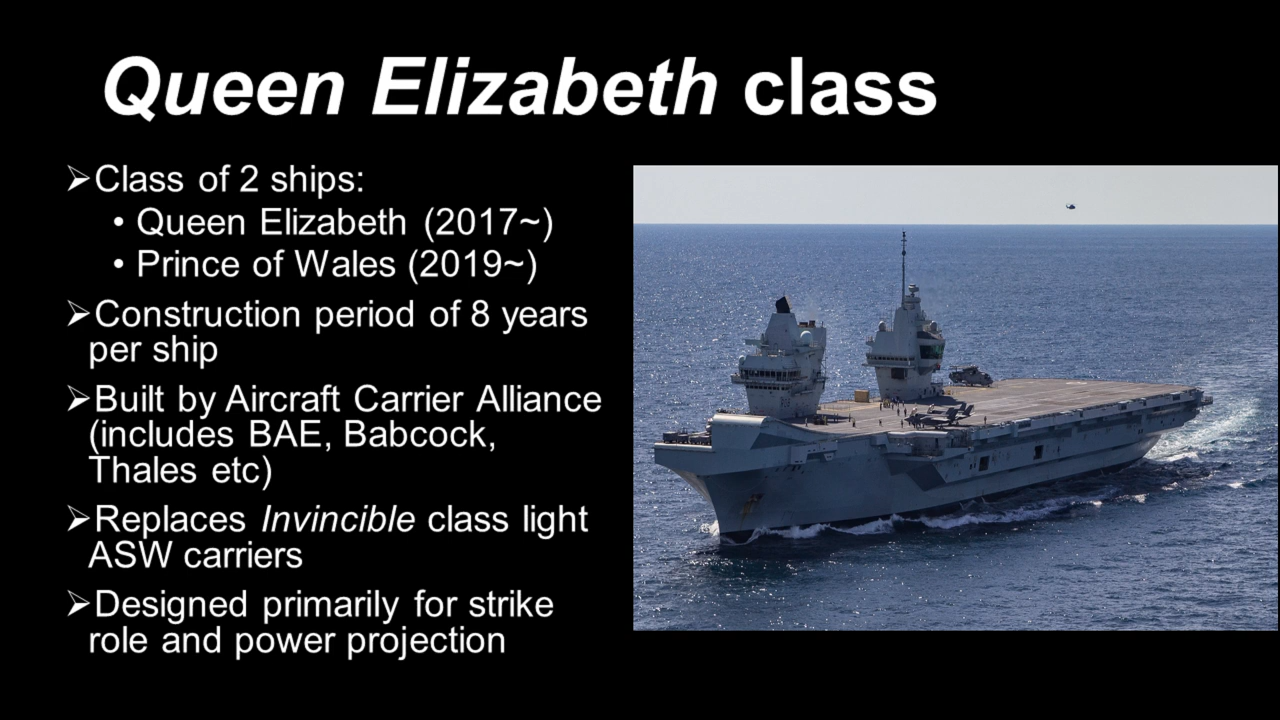 Queen Elizabeth class
➢Class of 2 ships:
• Queen Elizabeth (2017~)
• Prince of Wales (2019~)
➢Construction period of 8 years
per ship
➢Built by Aircraft Carrier Alliance
(includes BAE, Babcock,
Thales etc)
➢Replaces Invincible class light
ASW carriers
➢Designed primarily for strike
role and power projection